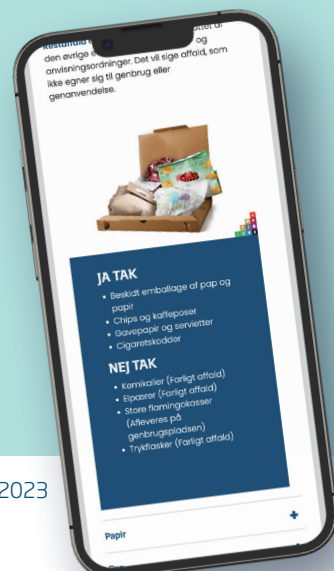 Restaffald
den øvrige
og
anvisningsordninger. Det vil sige affald, som
ikke egner sig til genbrug eller
genanvendelse.
JA TAK
• Beskidt emballage af pap og
papir
• Chips og kaffeposer
• Gavepapir og servietter
• Cigaretskodder
NEJ TAK
• Kemikalier (Farligt affald)
• Elpærer (Farligt affald)
• Store flamingokasser
(Afleveres på
genbrugspladsen)
• Trykflasker (Farligt affald)
2023
Papir
+